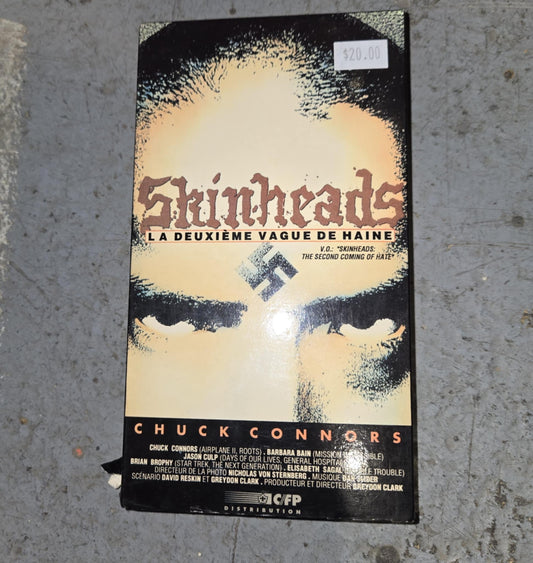 $20.00
Skinheads
LA DEUXIÈME VAGUE DE HAINE
V.O.: "SKINHEADS:
THE SECOND COMING OF HATE"
CHUCK CONNORS
CHUCK CONNORS (AIRPLANE II, ROOTS) . BARBARA BAIN (MISSION
JASON CULP (DAYS OF OUR LIVES, GENERAL HOSPITAL
BRIAN BROPHY (STAR TREK, THE NEXT GENERATION) . ELISABETH SAGAL TROUBLE)
DIRECTEUR DE LA PHOTO NICHOLAS VON STERNBERG . MUSIQUE DAN SLIDER
SCÉNARIO DAVID RESKIN ET GREYDON CLARK . PRODUCTEUR ET DIRECTEUR GREYDON CLARK
C/FP
DISTRIBUTION